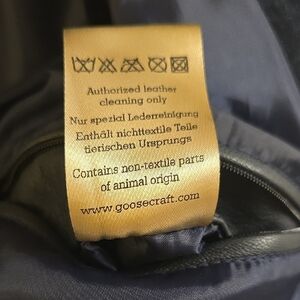 Authorized leather
cleaning only
Nur spezial Lederreinigung
Enthält nichttextile Teile
tierischen Ursprungs
Contains non-textile parts
of animal origin
www.goosecraft.com